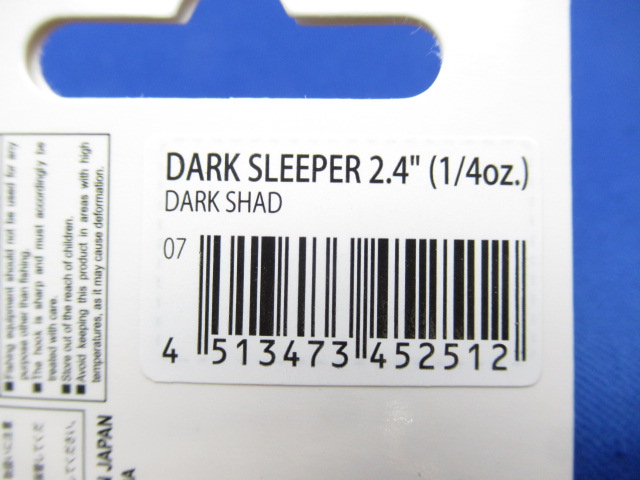 DARK SLEEPER 2.4" (1/4oz.)
DARK SHAD
07
4 513473 452512
■Fishing equipment should not be used for any
purpose other than fishing.
■The hook is sharp and must accordingly be
treated with care.
■Store out of the reach of children.
■Avoid keeping this product in areas with high
temperatures, as it may cause deformation.
JAPAN